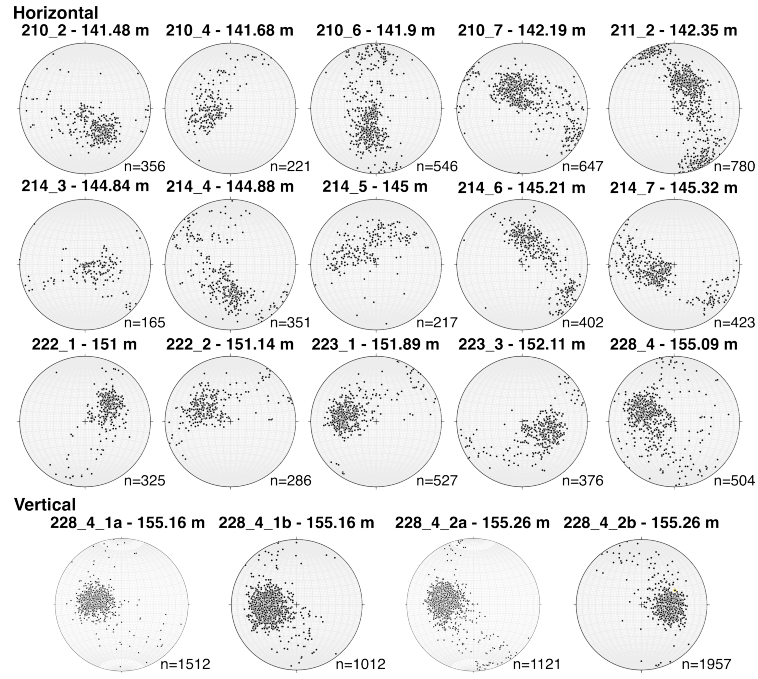 Horizontal
210_2 - 141.48 m 210_4 - 141.68 m 210_6 - 141.9 m 210_7 - 142.19 m 211_2 - 142.35 m
n=356 n=221 n=546 n=647 n=780
214_3 - 144.84 m 214_4 - 144.88 m 214_5 - 145 m 214_6 - 145.21 m 214_7 - 145.32 m
n=165 n=351 n=217 n=402 n=423
222_1 - 151 m 222_2 - 151.14 m 223_1 - 151.89 m 223_3 - 152.11 m 228_4 - 155.09 m
n=325 n=286 n=527 n=376 n=504
Vertical
228_4_1a - 155.16 m 228_4_1b - 155.16 m 228_4_2a - 155.26 m 228_4_2b - 155.26 m
n=1512 n=1012 n=1121 n=1957